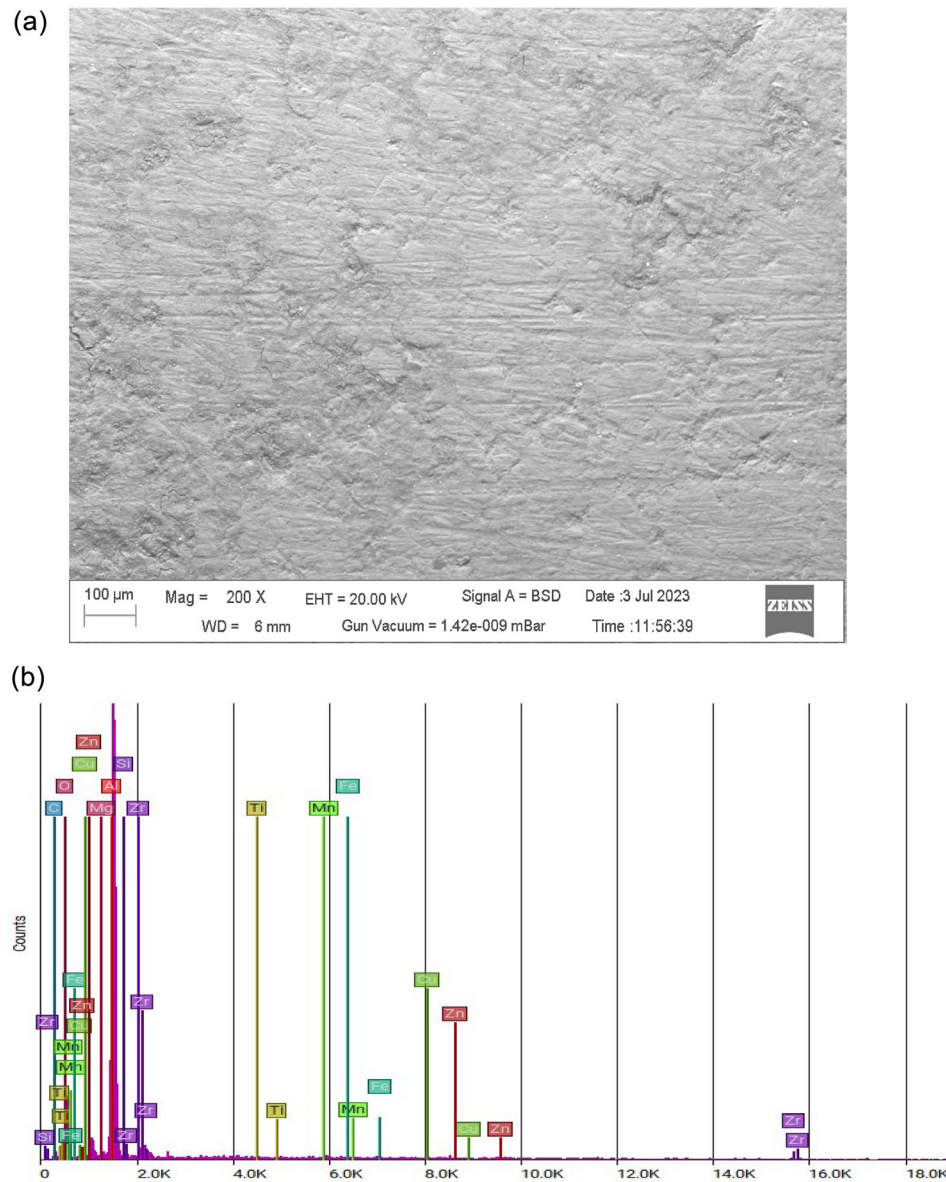 (a)
100 µm
Mag = 200 X
EHT = 20.00 kV
Signal A = BSD
Date :3 Jul 2023
WD = 6 mm
Gun Vacuum = 1.42e-009 mBar
Time :11:56:39
ZEISS
(b)
Zn
Cu
Si
O
Al
Fe
C
Mg
Zr
Ti
Mn
Fe
Cu
Zn
Zr
Zn
Zr
Cu
Mn
Mn
Fe
Ti
Zr
Ti
Mn
Ti
Zr
Si
Fe
Zr
Cu
Zn
Zr
Counts
0
2.0K
4.0K
6.0K
8.0K
10.0K
12.0K
14.0K
16.0K
18.0K